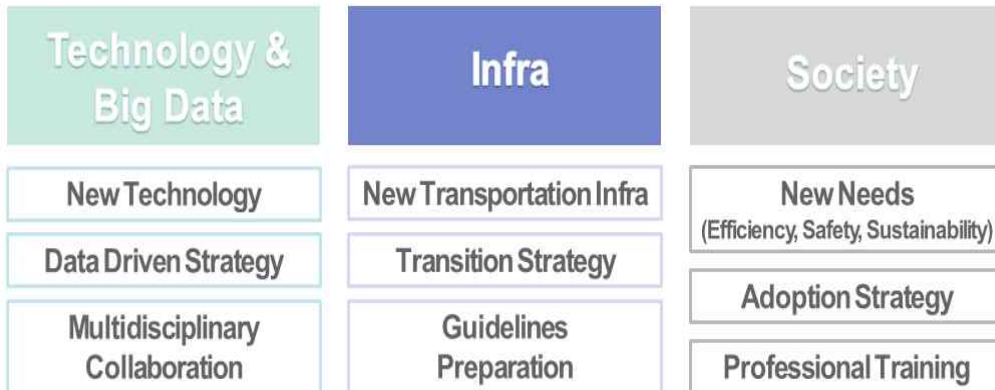 Technology &
Big Data
New Technology
Data Driven Strategy
Multidisciplinary
Collaboration
Infra
New Transportation Infra
Transition Strategy
Guidelines
Preparation
Society
New Needs
(Efficiency, Safety, Sustainability)
Adoption Strategy
Professional Training